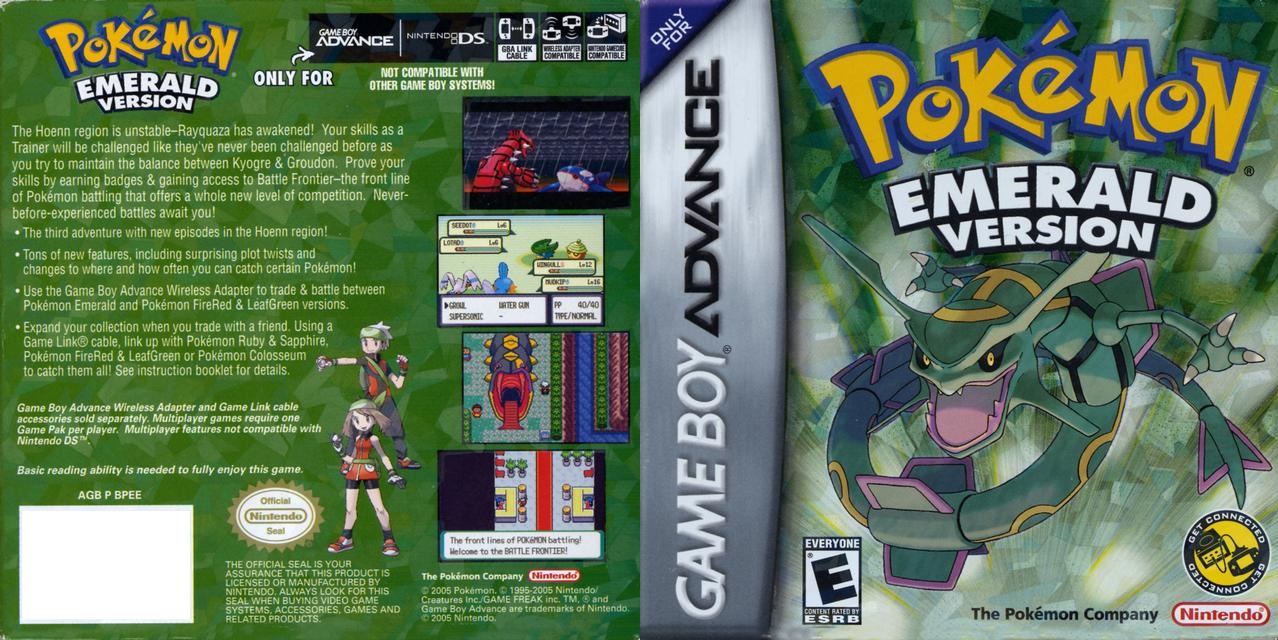 POKéMON
EMERALD
VERSION
ONLY FOR
GAME BOY
ADVANCE
NINTENDO DS™
GBA LINK
CABLE
WIRELESS ADAPTER
COMPATIBLE
NINTENDO GAMECUBE
COMPATIBLE
NOT COMPATIBLE WITH
OTHER GAME BOY SYSTEMS!
The Hoenn region is unstable–Rayquaza has awakened! Your skills as a
Trainer will be challenged like they've never been challenged before as
you try to maintain the balance between Kyogre & Groudon. Prove your
skills by earning badges & gaining access to Battle Frontier–the front line
of Pokémon battling that offers a whole new level of competition. Never-
before-experienced battles await you!
• The third adventure with new episodes in the Hoenn region!
• Tons of new features, including surprising plot twists and
changes to where and how often you can catch certain Pokémon!
• Use the Game Boy Advance Wireless Adapter to trade & battle between
Pokémon Emerald and Pokémon FireRed & LeafGreen versions.
• Expand your collection when you trade with a friend. Using a
Game Link® cable, link up with Pokémon Ruby & Sapphire,
Pokémon FireRed & LeafGreen or Pokémon Colosseum
to catch them all! See instruction booklet for details.
Game Boy Advance Wireless Adapter and Game Link cable
accessories sold separately. Multiplayer games require one
Game Pak per player. Multiplayer features not compatible with
Nintendo DS™.
Basic reading ability is needed to fully enjoy this game.
AGB P BPEE
Official
Nintendo
Seal
THE OFFICIAL SEAL IS YOUR
ASSURANCE THAT THIS PRODUCT IS
LICENSED OR MANUFACTURED BY
NINTENDO. ALWAYS LOOK FOR THIS
SEAL WHEN BUYING VIDEO GAME
SYSTEMS, ACCESSORIES, GAMES AND
RELATED PRODUCTS.
SEEDOT♂ Lv6
LOTAD♂ Lv6
WINGULL♂ Lv12
MUDKIP♂ Lv16
▶GROWL WATER GUN
SUPERSONIC -
PP 40/40
TYPE/NORMAL
The front lines of POKéMON battling!
Welcome to the BATTLE FRONTIER!
The Pokémon Company Nintendo®
© 2005 Pokémon. © 1995-2005 Nintendo/
Creatures Inc./GAME FREAK inc. TM, ® and
Game Boy Advance are trademarks of Nintendo.
© 2005 Nintendo.
ONLY
FOR
GAME BOY® ADVANCE
POKéMON®
EMERALD
VERSION
EVERYONE
E
CONTENT RATED BY
ESRB
GET CONNECTED
GET CONNECTED
The Pokémon Company Nintendo®